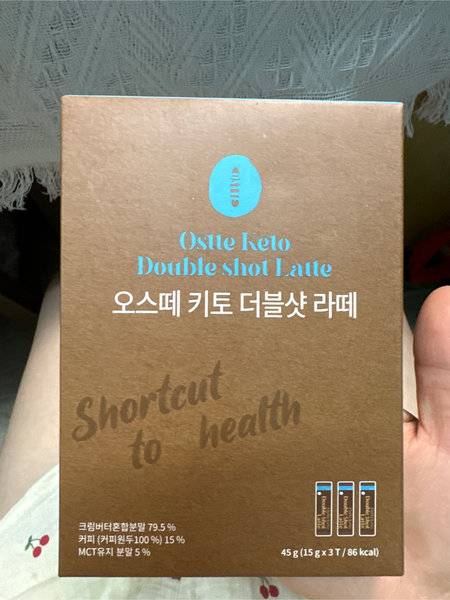 Ostte Keto
Double shot Latte
오스떼 키토 더블샷 라떼
Shortcut
to health
크림버터혼합분말 79.5 %
커피 (커피원두100 %) 15 %
MCT유지 분말 5 %
45 g (15 g x 3 T / 86 kcal)